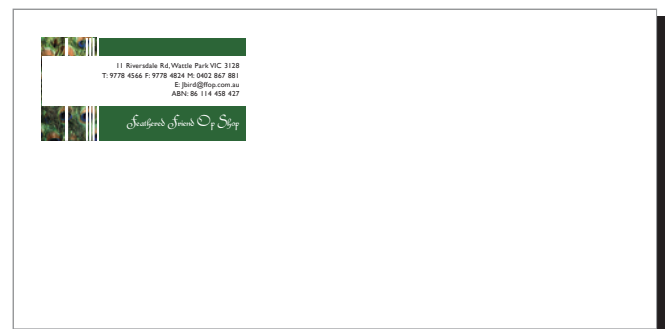 11 Riversdale Rd, Wattle Park VIC 3128
T: 9778 4566 F: 9778 4824 M: 0402 867 881
E: Jbird@ffop.com.au
ABN: 86 114 458 427
Feathered Friend Op Shop